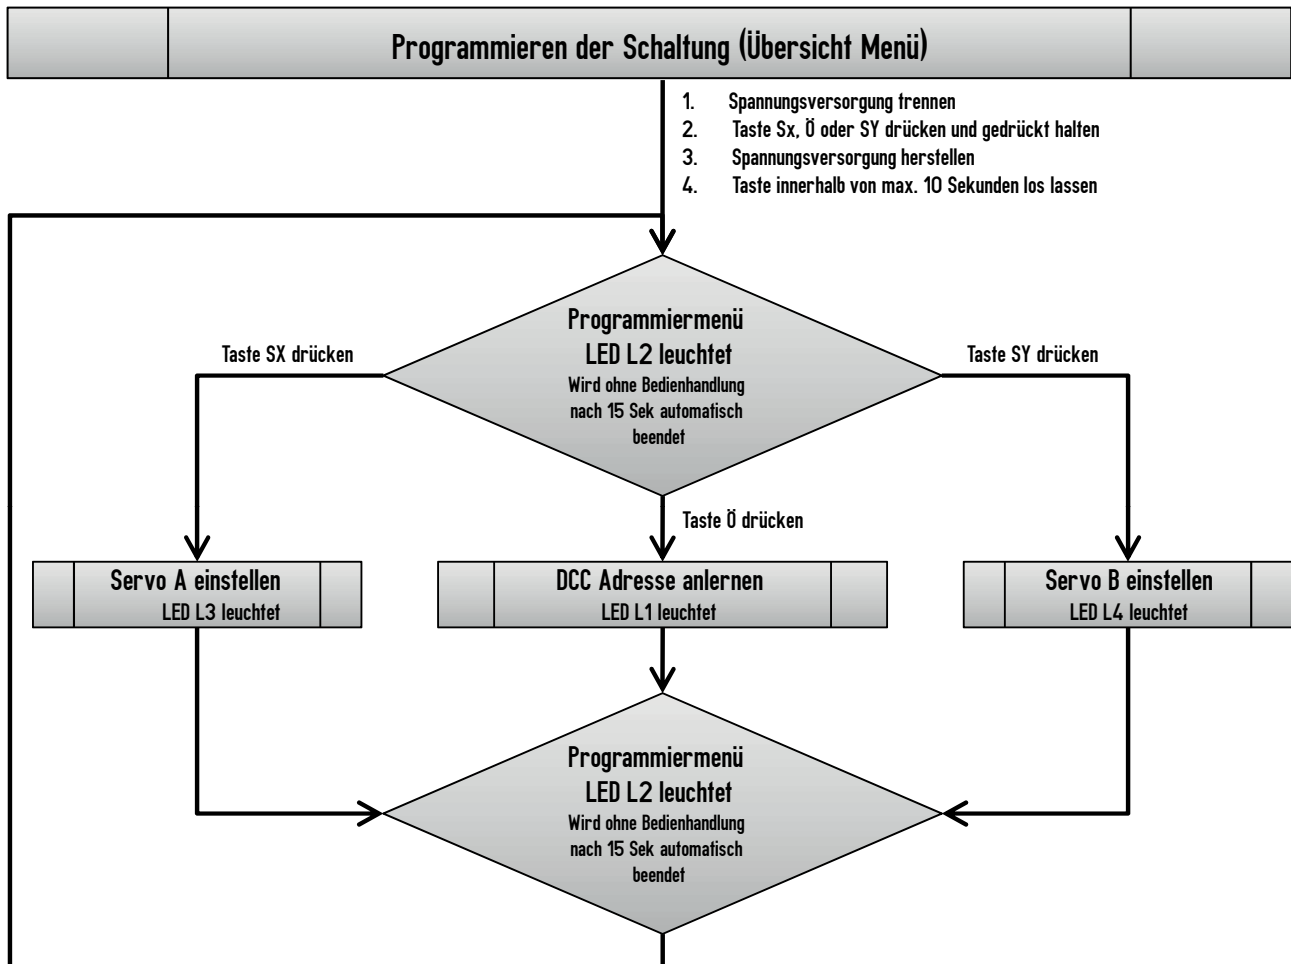 Programmieren der Schaltung (Übersicht Menü)
1. Spannungsversorgung trennen
2. Taste Sx, Ö oder SY drücken und gedrückt halten
3. Spannungsversorgung herstellen
4. Taste innerhalb von max. 10 Sekunden los lassen
Programmiermenü
LED L2 leuchtet
Wird ohne Bedienhandlung
nach 15 Sek automatisch
beendet
Taste SX drücken
Taste SY drücken
Taste Ö drücken
Servo A einstellen
LED L3 leuchtet
DCC Adresse anlernen
LED L1 leuchtet
Servo B einstellen
LED L4 leuchtet
Programmiermenü
LED L2 leuchtet
Wird ohne Bedienhandlung
nach 15 Sek automatisch
beendet